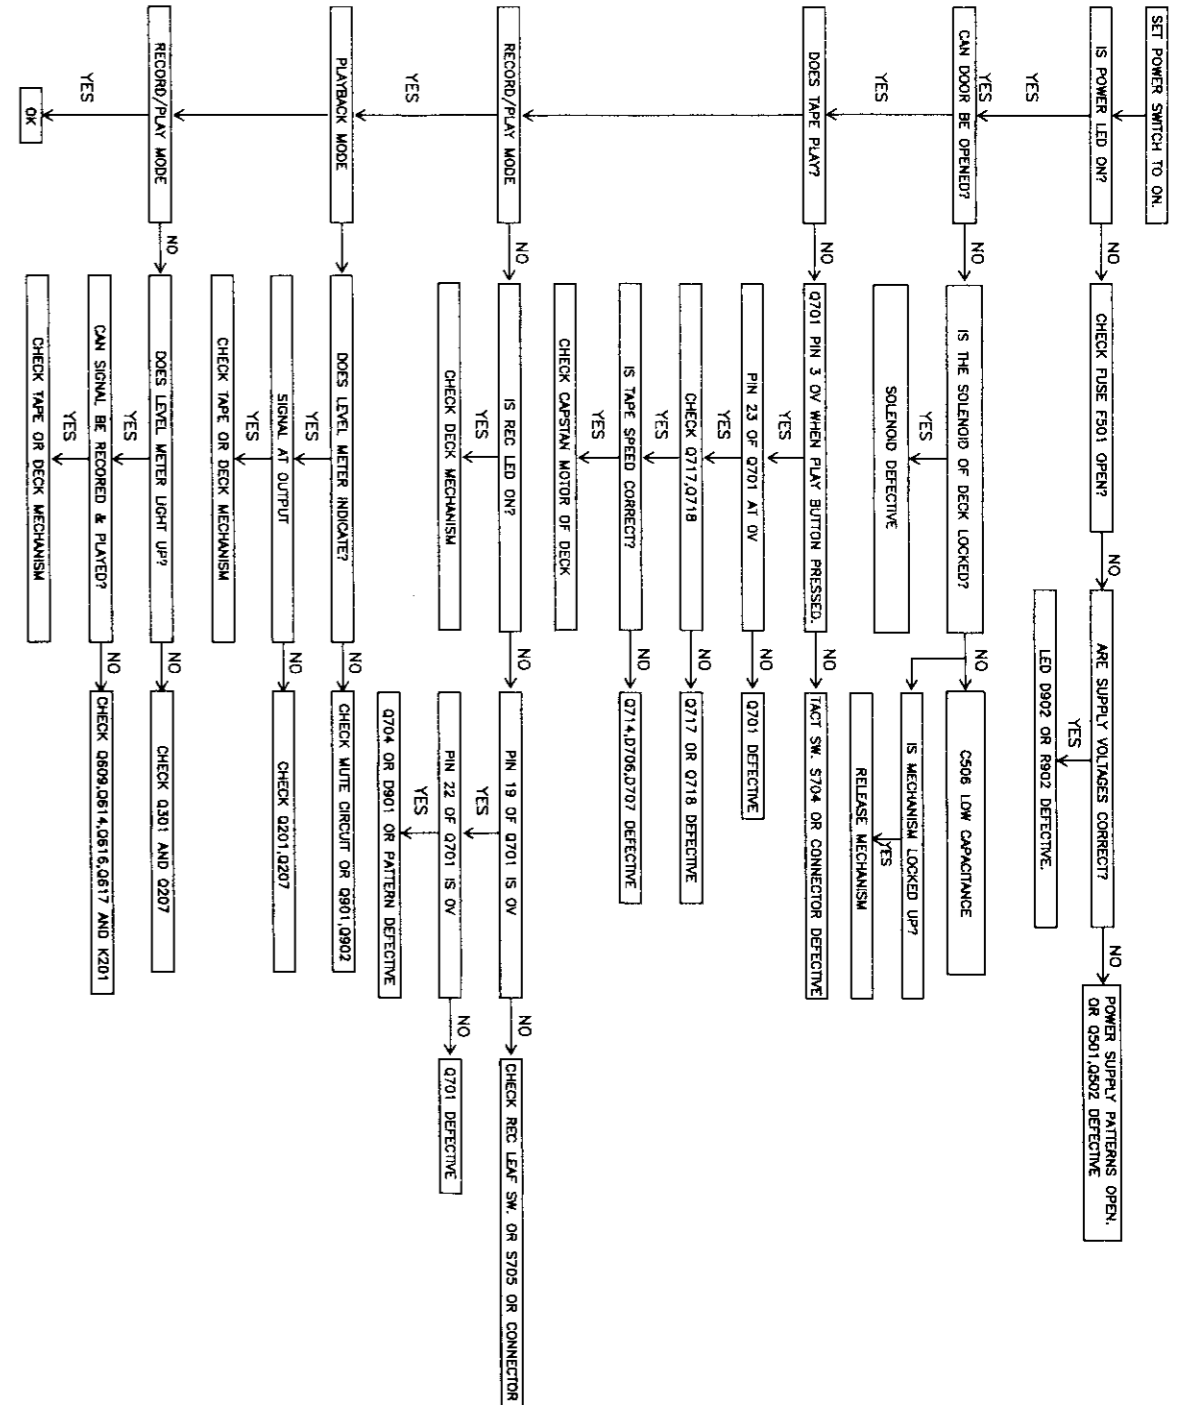 SET POWER SWITCH TO ON.
IS POWER LED ON?
NO
CHECK FUSE F501 OPEN?
NO
ARE SUPPLY VOLTAGES CORRECT?
NO
POWER SUPPLY PATTERNS OPEN.
OR Q501,Q502 DEFECTIVE
YES
YES
LED D902 OR R902 DEFECTIVE.
CAN DOOR BE OPENED?
YES
NO
IS THE SOLENOID OF DECK LOCKED?
NO
C506 LOW CAPACITANCE
IS MECHANISM LOCKED UP?
YES
YES
YES
SOLENOID DEFECTIVE
RELEASE MECHANISM
DOES TAPE PLAY?
NO
Q701 PIN 3 0V WHEN PLAY BUTTON PRESSED.
NO
TACT SW. S704 OR CONNECTOR DEFECTIVE
YES
PIN 23 OF Q701 AT 0V
NO
Q701 DEFECTIVE
YES
CHECK Q717,Q718
NO
Q717 OR Q718 DEFECTIVE
YES
IS TAPE SPEED CORRECT?
NO
Q714,D706,D707 DEFECTIVE
YES
CHECK CAPSTAN MOTOR OF DECK
RECORD/PLAY MODE
NO
IS REC LED ON?
NO
PIN 19 OF Q701 IS 0V
NO
CHECK REC LEAF SW. OR S705 OR CONNECTOR
YES
YES
YES
CHECK DECK MECHANISM
PIN 22 OF Q701 IS 0V
NO
Q701 DEFECTIVE
YES
Q704 OR D901 OR PATTERN DEFECTIVE
PLAYBACK MODE
DOES LEVEL METER INDICATE?
NO
CHECK MUTE CIRCUIT OR Q901,Q902
YES
SIGNAL AT OUTPUT
NO
CHECK Q201,Q207
YES
CHECK TAPE OR DECK MECHANISM
RECORD/PLAY MODE
NO
DOES LEVEL METER LIGHT UP?
NO
CHECK Q301 AND Q207
YES
YES
CAN SIGNAL BE RECORED & PLAYED?
NO
CHECK Q609,Q614,Q616,Q617 AND K201
YES
OK
CHECK TAPE OR DECK MECHANISM